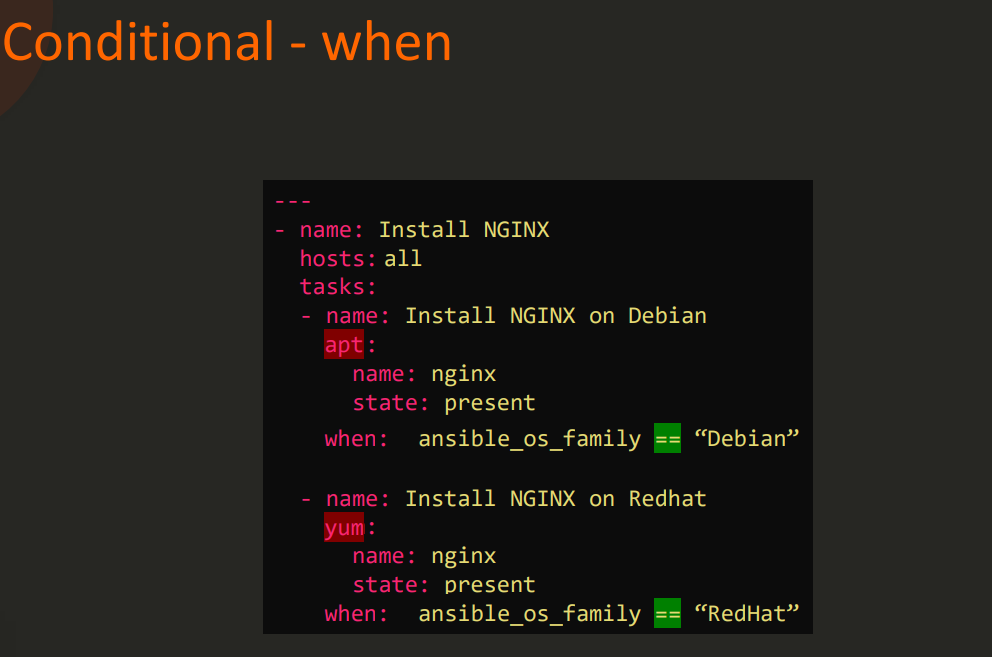 Conditional - when
---
- name: Install NGINX
  hosts: all
  tasks:
  - name: Install NGINX on Debian
    apt:
      name: nginx
      state: present
    when:  ansible_os_family == “Debian”
  - name: Install NGINX on Redhat
    yum:
      name: nginx
      state: present
    when:  ansible_os_family == “RedHat”